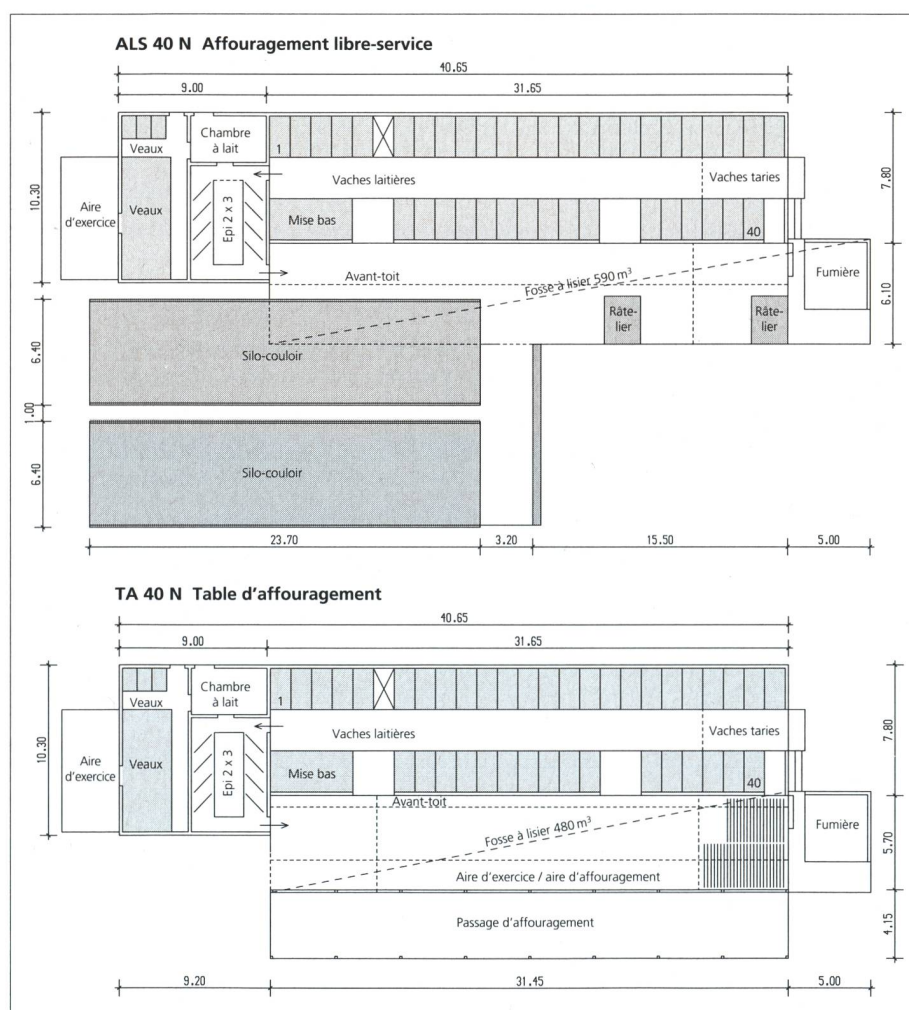 ALS 40 N Affouragement libre-service
40.65
9.00
31.65
10.30
Aire
d'exercice
Veaux
Veaux
Chambre
à lait
Epi 2 x 3
1
Vaches laitières
Vaches taries
Mise bas
40
Avant-toit
Fosse à lisier 590 m³
Râte-
lier
Râte-
lier
Fumière
7.80
6.10
6.40
1.00
6.40
Silo-couloir
Silo-couloir
23.70
3.20
15.50
5.00
TA 40 N Table d'affouragement
40.65
9.00
31.65
10.30
Aire
d'exercice
Veaux
Veaux
Chambre
à lait
Epi 2 x 3
1
Vaches laitières
Vaches taries
Mise bas
40
Avant-toit
Fosse à lisier 480 m³
Fumière
Aire d'exercice / aire d'affouragement
Passage d'affouragement
7.80
5.70
4.15
9.20
31.45
5.00